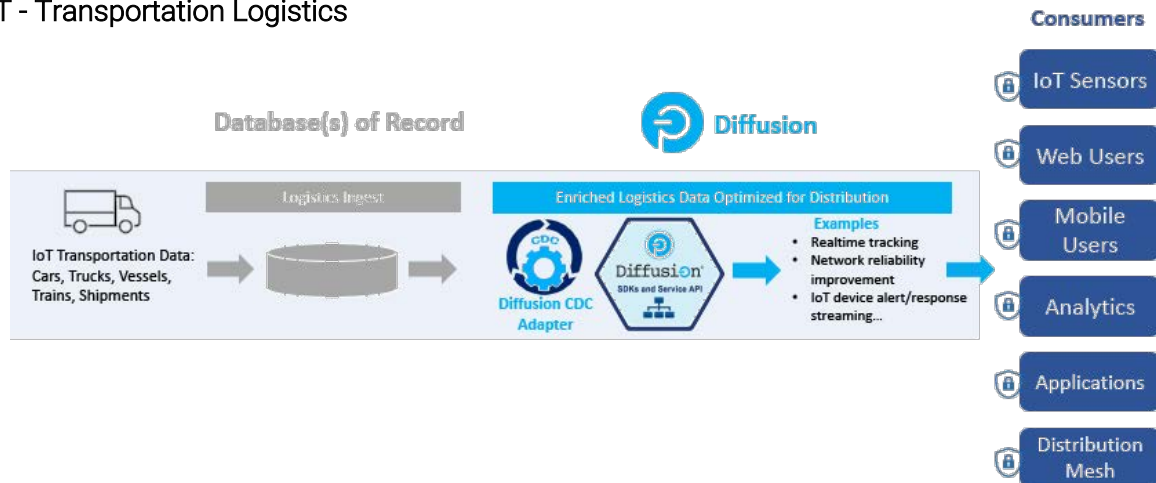 T - Transportation Logistics
Consumers
Database(s) of Record
Diffusion
Logistics Ingest
Enriched Logistics Data Optimized for Distribution
IoT Transportation Data:
Cars, Trucks, Vessels,
Trains, Shipments
CDC
Diffusion CDC
Adapter
Diffusion®
SDKs and Service API
Examples
• Realtime tracking
• Network reliability
improvement
• IoT device alert/response
streaming...
IoT Sensors
Web Users
Mobile
Users
Analytics
Applications
Distribution
Mesh